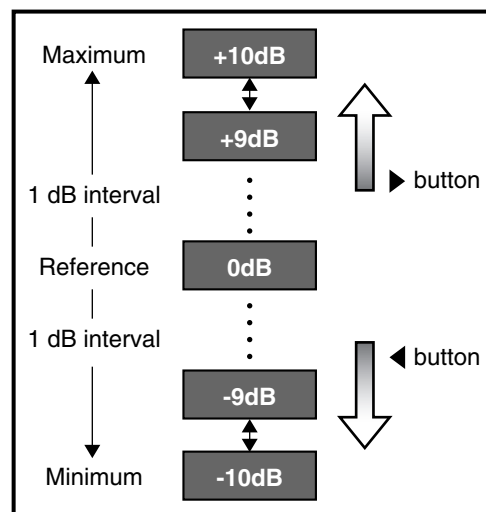 Maximum
+10dB
+9dB
▶ button
1 dB interval
Reference
0dB
1 dB interval
◀ button
-9dB
Minimum
-10dB